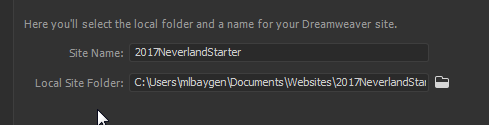 Here you'll select the local folder and a name for your Dreamweaver site.
Site Name: 2017NeverlandStarter
Local Site Folder: C:\Users\mlbaygen\Documents\Websites\2017NeverlandStar